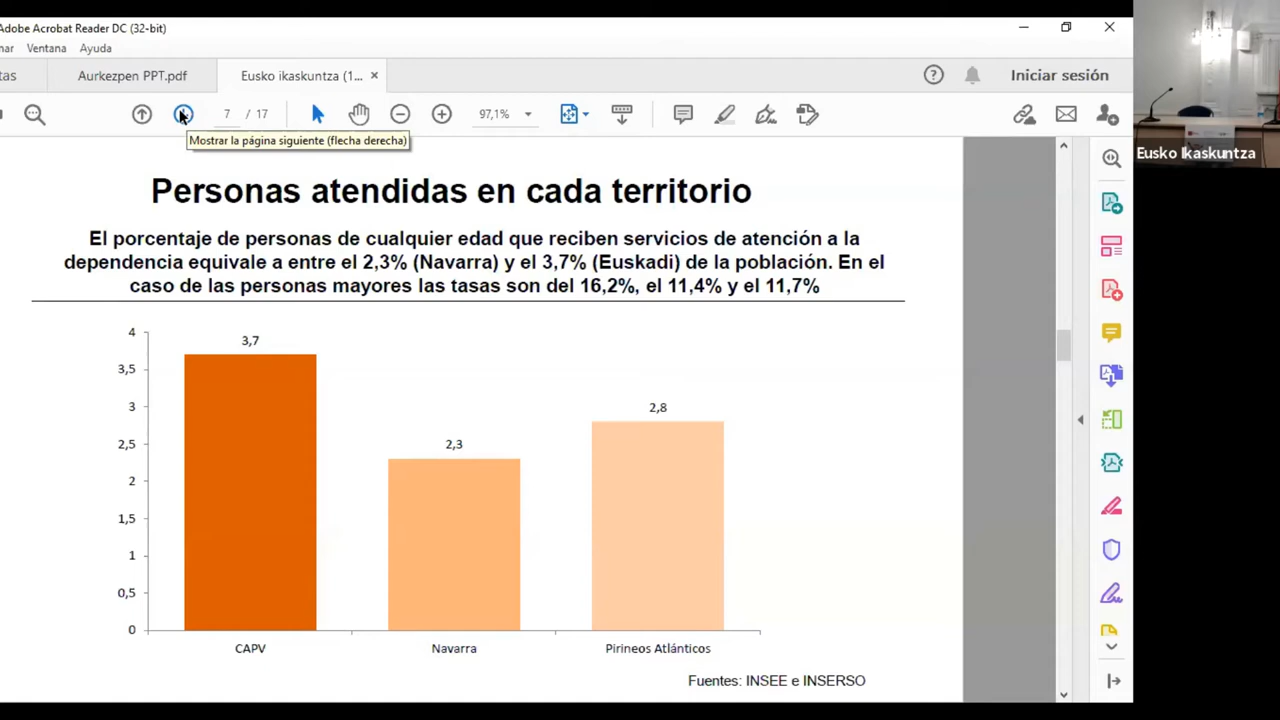 Adobe Acrobat Reader DC (32-bit)
nar Ventana Ayuda
tas Aurkezpen PPT.pdf Eusko ikaskuntza (1... × Iniciar sesión
7 / 17 97,1%
Mostrar la página siguiente (flecha derecha)
Eusko Ikaskuntza
Personas atendidas en cada territorio
El porcentaje de personas de cualquier edad que reciben servicios de atención a la
dependencia equivale a entre el 2,3% (Navarra) y el 3,7% (Euskadi) de la población. En el
caso de las personas mayores las tasas son del 16,2%, el 11,4% y el 11,7%
4
3,5
3
2,5
2
1,5
1
0,5
0
3,7
2,3
2,8
CAPV Navarra Pirineos Atlánticos
Fuentes: INSEE e INSERSO